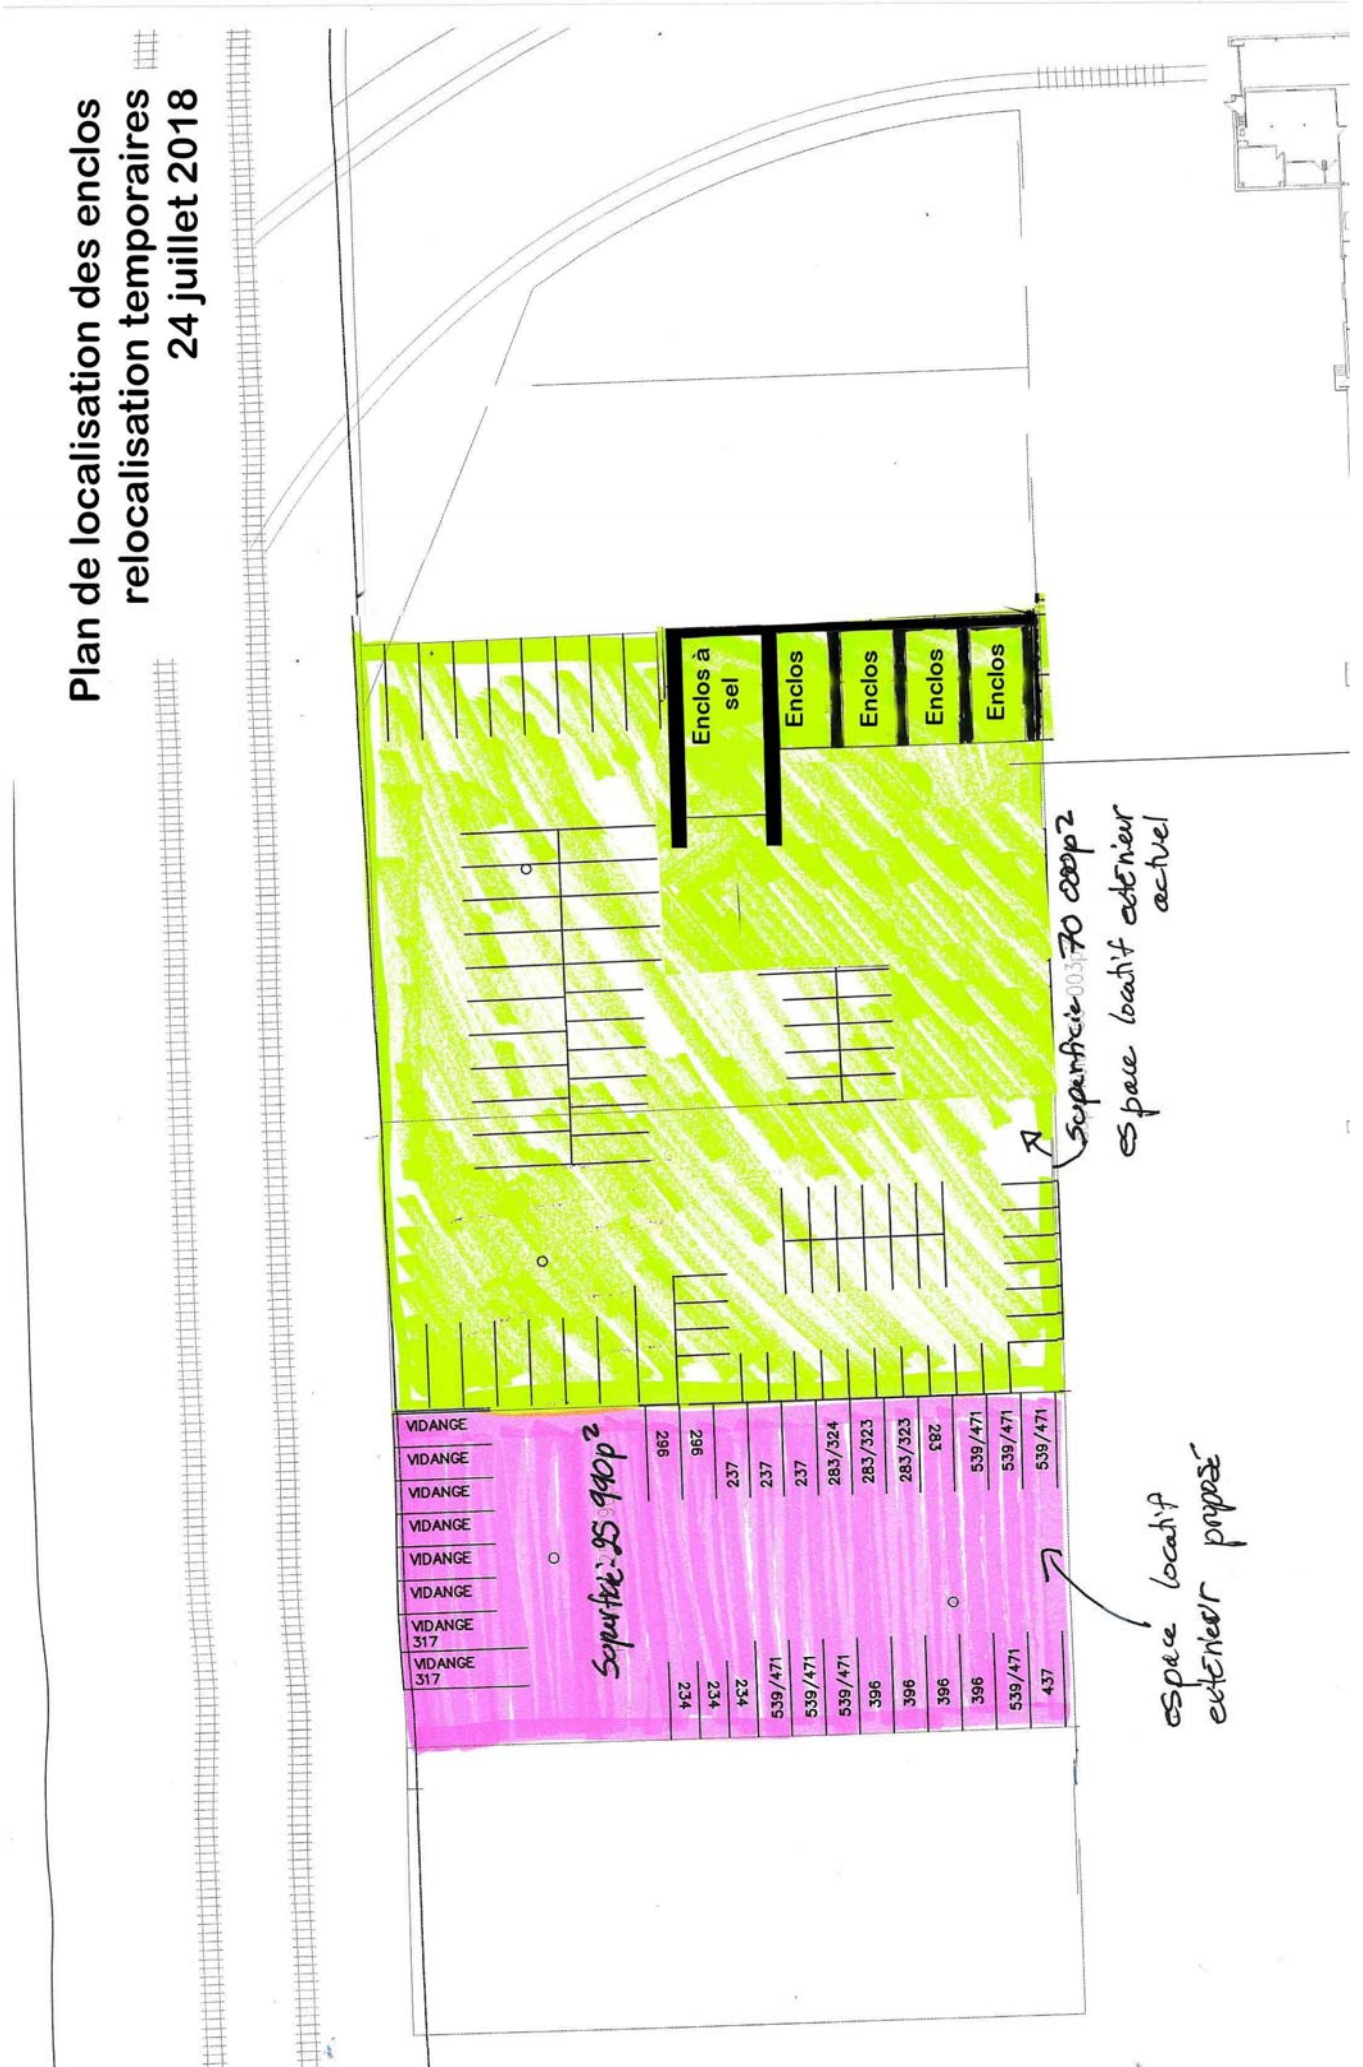 Plan de localisation des enclos
relocalisation temporaires
24 juillet 2018
Enclos à
sel
Enclos
Enclos
Enclos
Enclos
Superficie 70 000p²
espace locatif extérieur
actuel
VIDANGE
VIDANGE
VIDANGE
VIDANGE
VIDANGE
VIDANGE
VIDANGE
317
VIDANGE
317
Superficie - 25 990p²
296
296
237
237
237
283/324
283/323
283/323
283
539/471
539/471
539/471
234
234
234
539/471
539/471
539/471
396
396
396
396
539/471
437
espace locatif
extérieur proposé